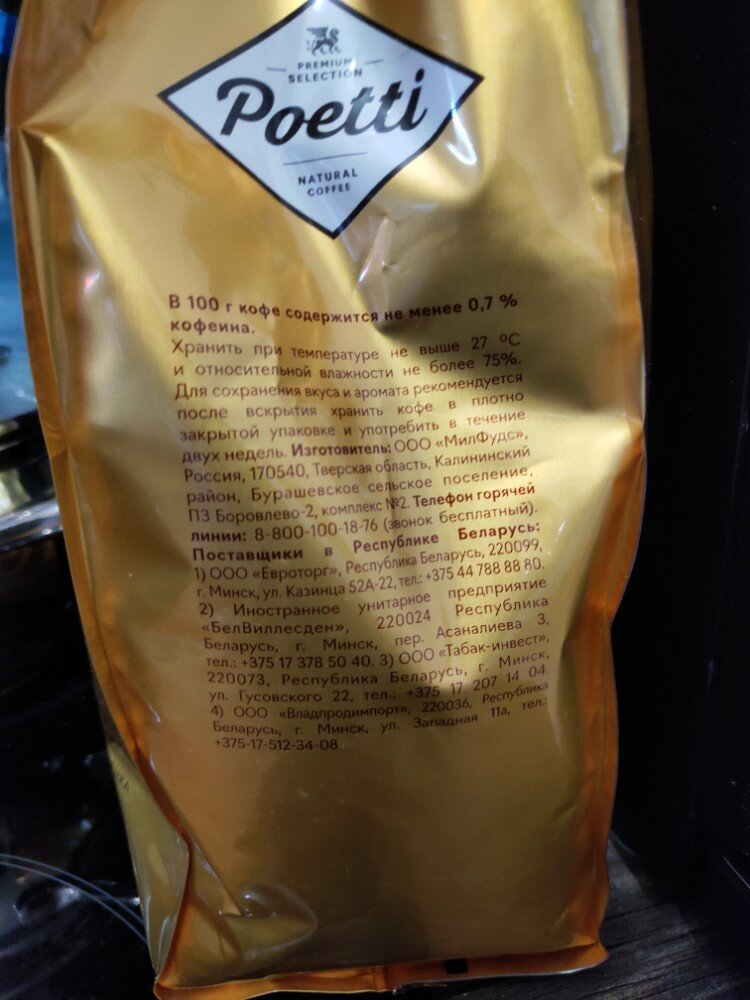 PREMIUM
SELECTION
Poetti
NATURAL
COFFEE
В 100 г кофе содержится не менее 0,7 %
кофеина.
Хранить при температуре не выше 27 °С
и относительной влажности не более 75%.
Для сохранения вкуса и аромата рекомендуется
после вскрытия хранить кофе в плотно
закрытой упаковке и употребить в течение
двух недель. Изготовитель: ООО «МилФудс»,
Россия, 170540, Тверская область, Калининский
район, Бурашевское сельское поселение,
ПЗ Боровлево-2, комплекс №2. Телефон горячей
линии: 8-800-100-18-76 (звонок бесплатный).
Поставщики в Республике Беларусь:
1) ООО «Евроторг», Республика Беларусь, 220099,
г. Минск, ул. Казинца 52А-22, тел.: +375 44 788 88 80.
2) Иностранное унитарное предприятие
«БелВиллесден», 220024 Республика
Беларусь, г. Минск, пер. Асаналиева 3,
тел.: +375 17 378 50 40. 3) ООО «Табак-инвест»,
220073, Республика Беларусь, г. Минск,
ул. Гусовского 22, тел.: +375 17 207 14 04.
4) ООО «Владпродимпорт», 220036, Республика
Беларусь, г. Минск, ул. Западная 11а, тел.:
+375-17-512-34-08